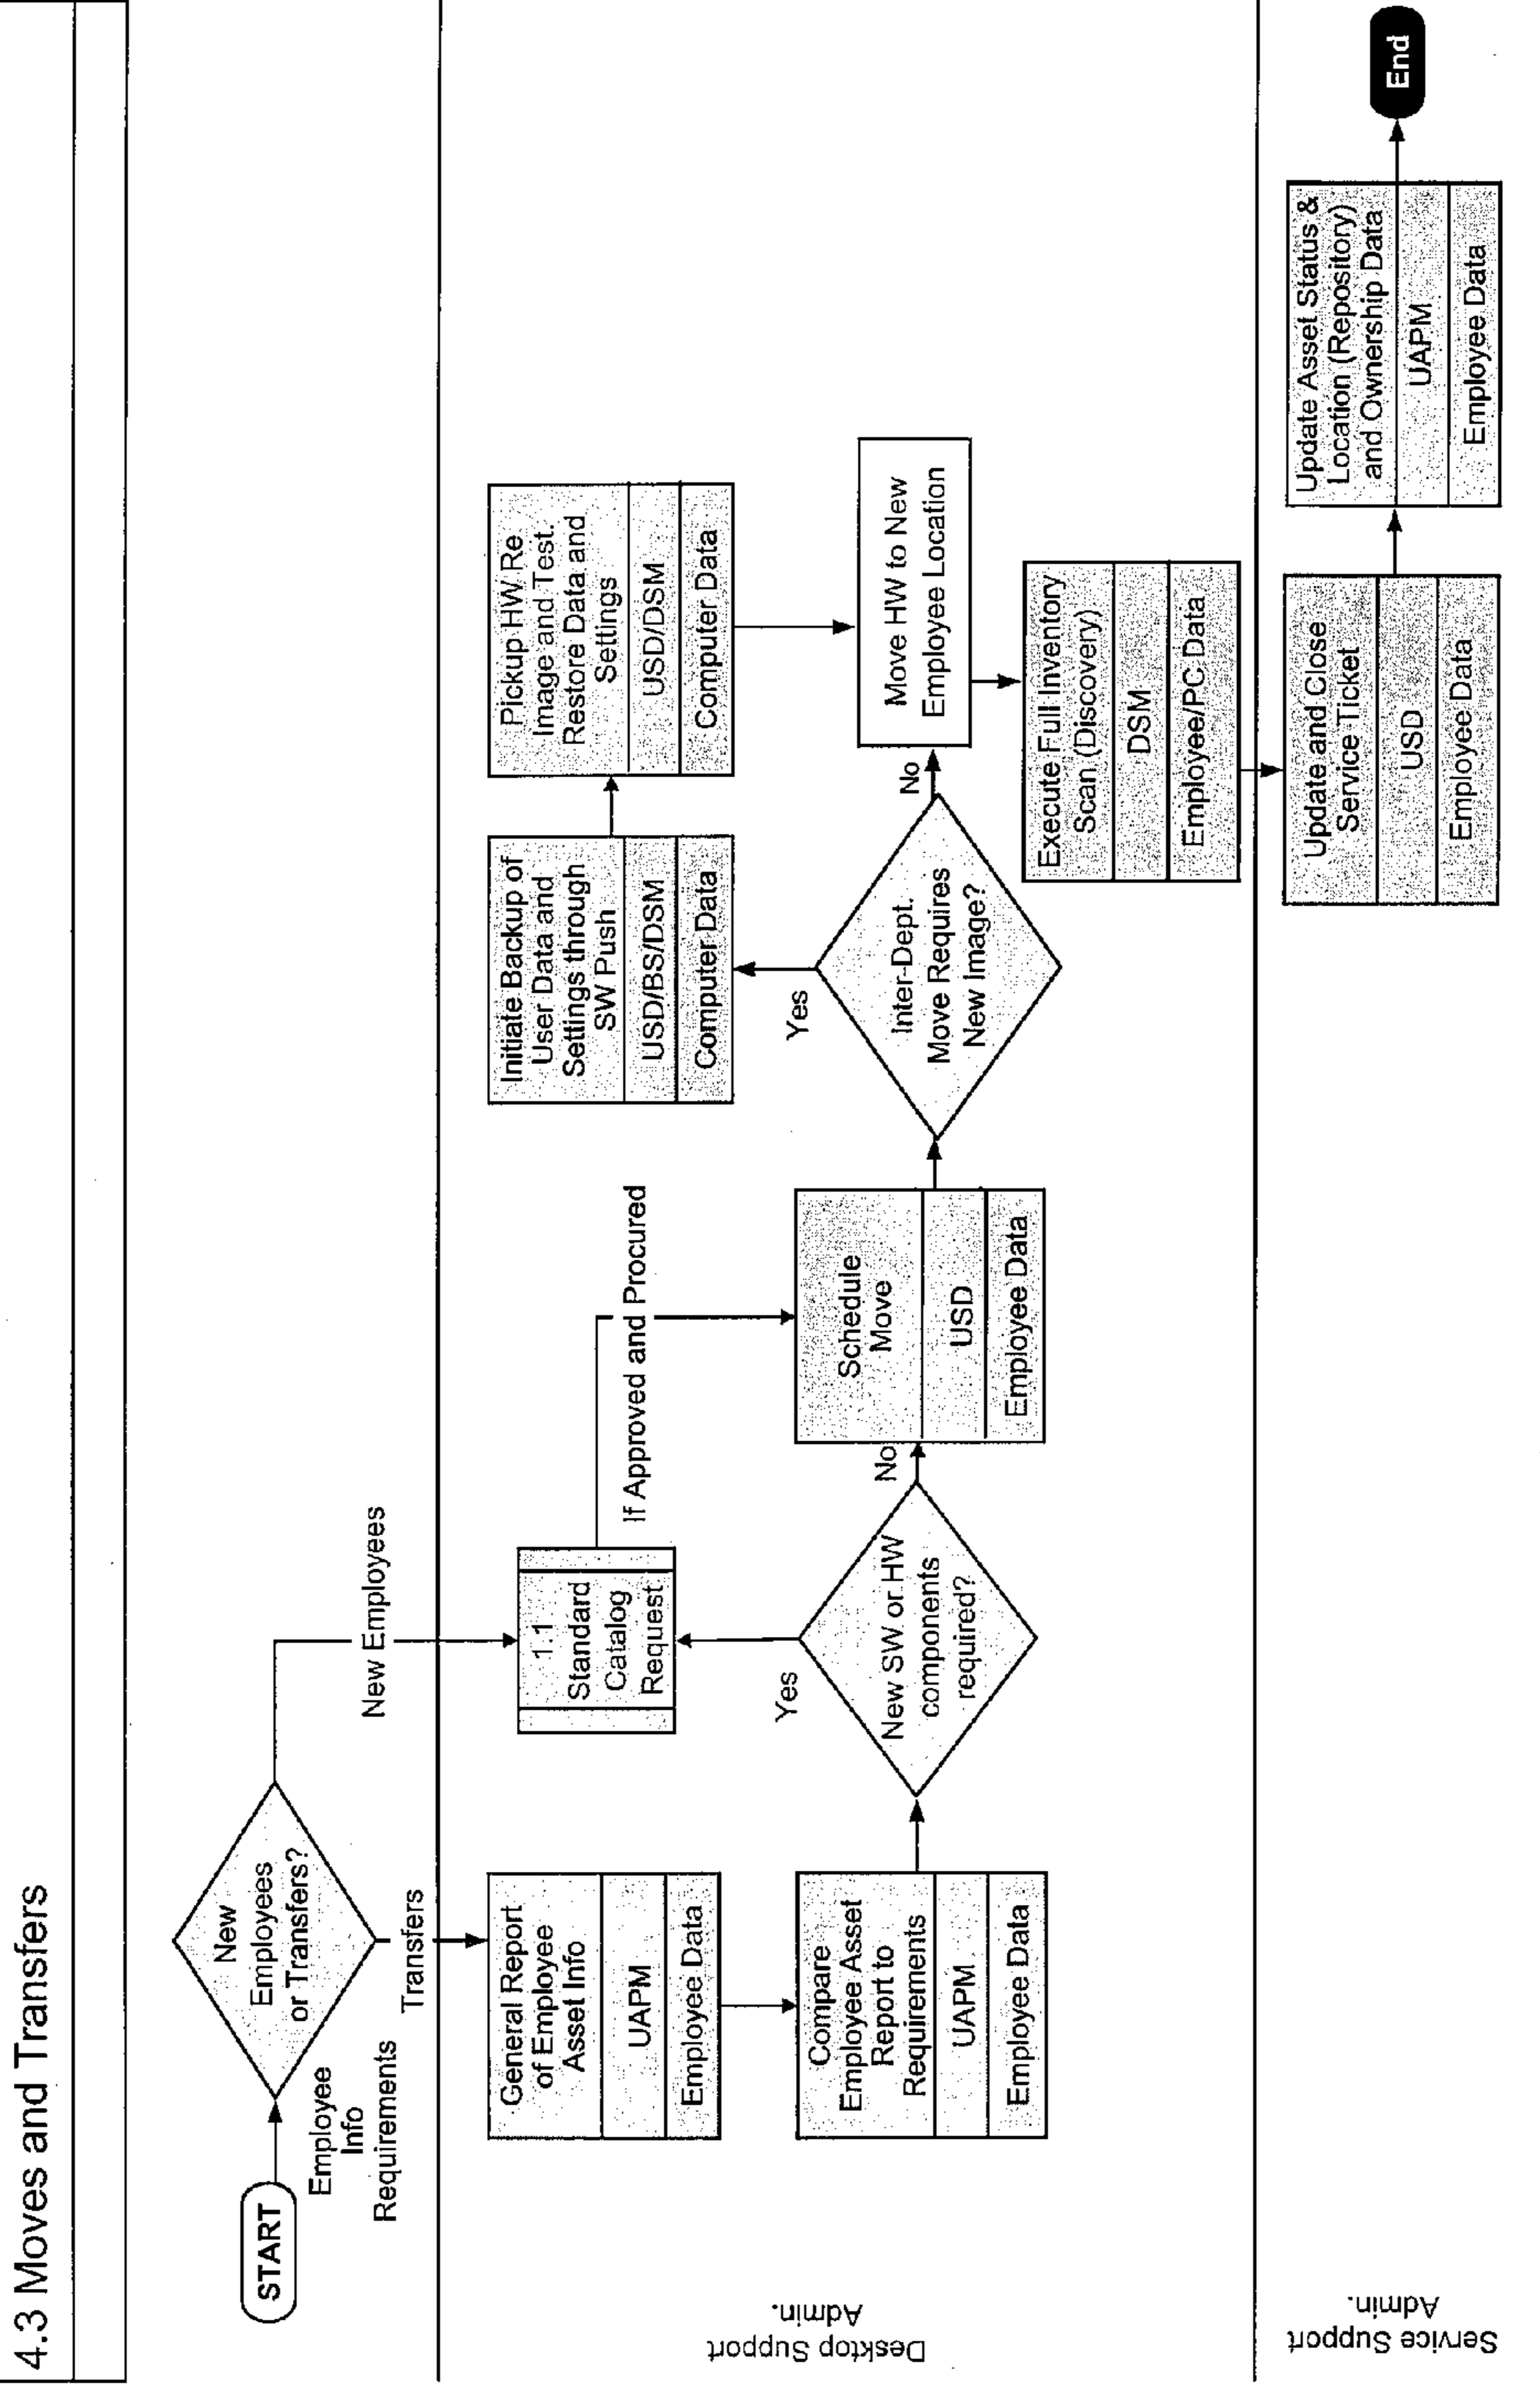 4.3 Moves and Transfers
START
Employee
Info
Requirements
New
Employees
or Transfers?
New Employees
Transfers
Desktop Support
Admin.
General Report
of Employee
Asset Info
UAPM
Employee Data
Compare
Employee Asset
Report to
Requirements
UAPM
Employee Data
New SW or HW
components
required?
Yes
No
1.1
Standard
Catalog
Request
If Approved and Procured
Schedule
Move
USD
Employee Data
Inter-Dept.
Move Requires
New Image?
Yes
No
Initiate Backup of
User Data and
Settings through
SW Push
USD/BS/DSM
Computer Data
Pickup HW Re
Image and Test.
Restore Data and
Settings
USD/DSM
Computer Data
Move HW to New
Employee Location
Execute Full Inventory
Scan (Discovery)
DSM
Employee/PC Data
Service Support
Admin.
Update and Close
Service Ticket
USD
Employee Data
Update Asset Status &
Location (Repository)
and Ownership Data
UAPM
Employee Data
End